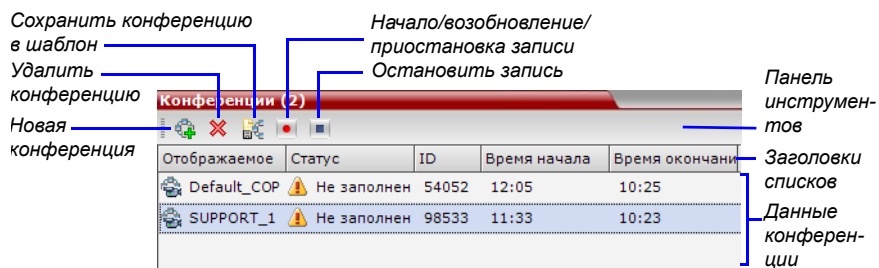 Сохранить конференцию
в шаблон
Удалить
конференцию
Новая
конференция
Начало/возобновление/
приостановка записи
Остановить запись
Панель
инструмен-
тов
Заголовки
списков
Данные
конферен-
ции
Конференции (2)
Отображаемое Статус ID Время начала Время окончани
Default_COP Не заполнен 54052 12:05 10:25
SUPPORT_1 Не заполнен 98533 11:33 10:23